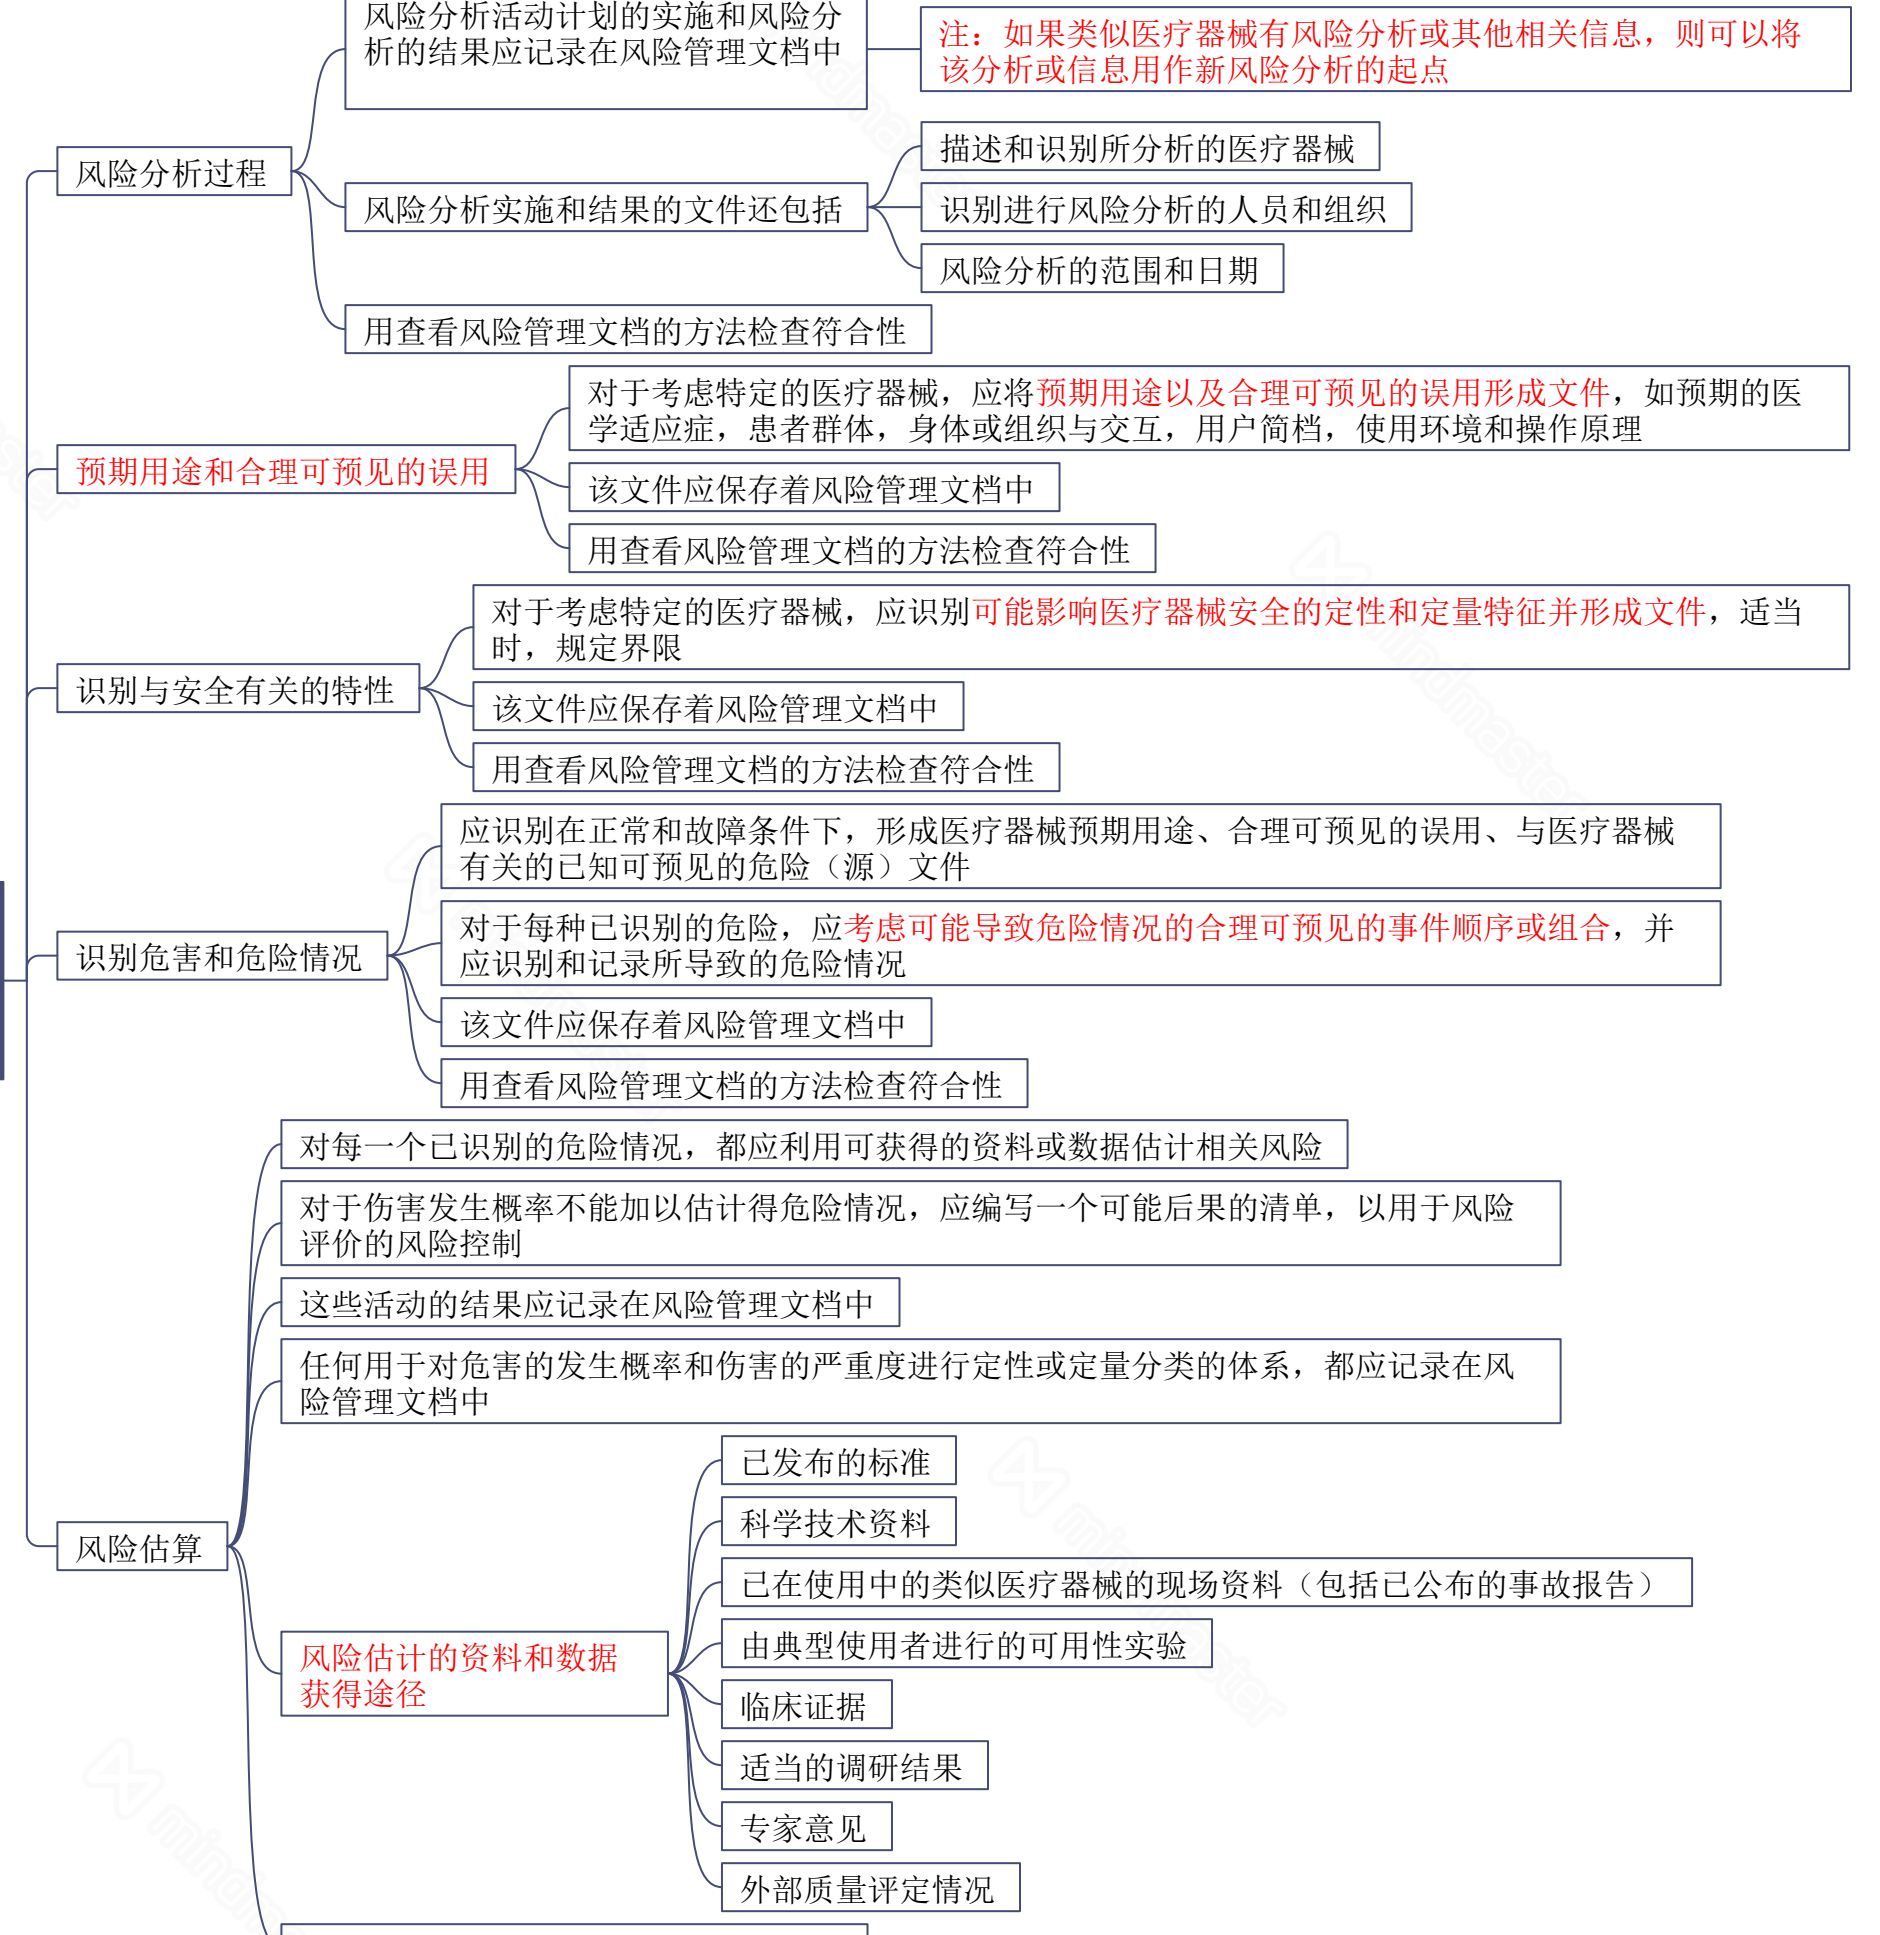 风险分析活动计划的实施和风险分
析的结果应记录在风险管理文档中
注：如果类似医疗器械有风险分析或其他相关信息，则可以将
该分析或信息用作新风险分析的起点
风险分析过程
描述和识别所分析的医疗器械
风险分析实施和结果的文件还包括
识别进行风险分析的人员和组织
风险分析的范围和日期
用查看风险管理文档的方法检查符合性
预期用途和合理可预见的误用
对于考虑特定的医疗器械，应将预期用途以及合理可预见的误用形成文件，如预期的医
学适应症，患者群体，身体或组织与交互，用户简档，使用环境和操作原理
该文件应保存着风险管理文档中
用查看风险管理文档的方法检查符合性
识别与安全有关的特性
对于考虑特定的医疗器械，应识别可能影响医疗器械安全的定性和定量特征并形成文件，适当
时，规定界限
该文件应保存着风险管理文档中
用查看风险管理文档的方法检查符合性
识别危害和危险情况
应识别在正常和故障条件下，形成医疗器械预期用途、合理可预见的误用、与医疗器械
有关的已知可预见的危险（源）文件
对于每种已识别的危险，应考虑可能导致危险情况的合理可预见的事件顺序或组合，并
应识别和记录所导致的危险情况
该文件应保存着风险管理文档中
用查看风险管理文档的方法检查符合性
风险估算
对每一个已识别的危险情况，都应利用可获得的资料或数据估计相关风险
对于伤害发生概率不能加以估计得危险情况，应编写一个可能后果的清单，以用于风险
评价的风险控制
这些活动的结果应记录在风险管理文档中
任何用于对危害的发生概率和伤害的严重度进行定性或定量分类的体系，都应记录在风
险管理文档中
风险估计的资料和数据
获得途径
已发布的标准
科学技术资料
已在使用中的类似医疗器械的现场资料（包括已公布的事故报告）
由典型使用者进行的可用性实验
临床证据
适当的调研结果
专家意见
外部质量评定情况
mindmaster
mindmaster